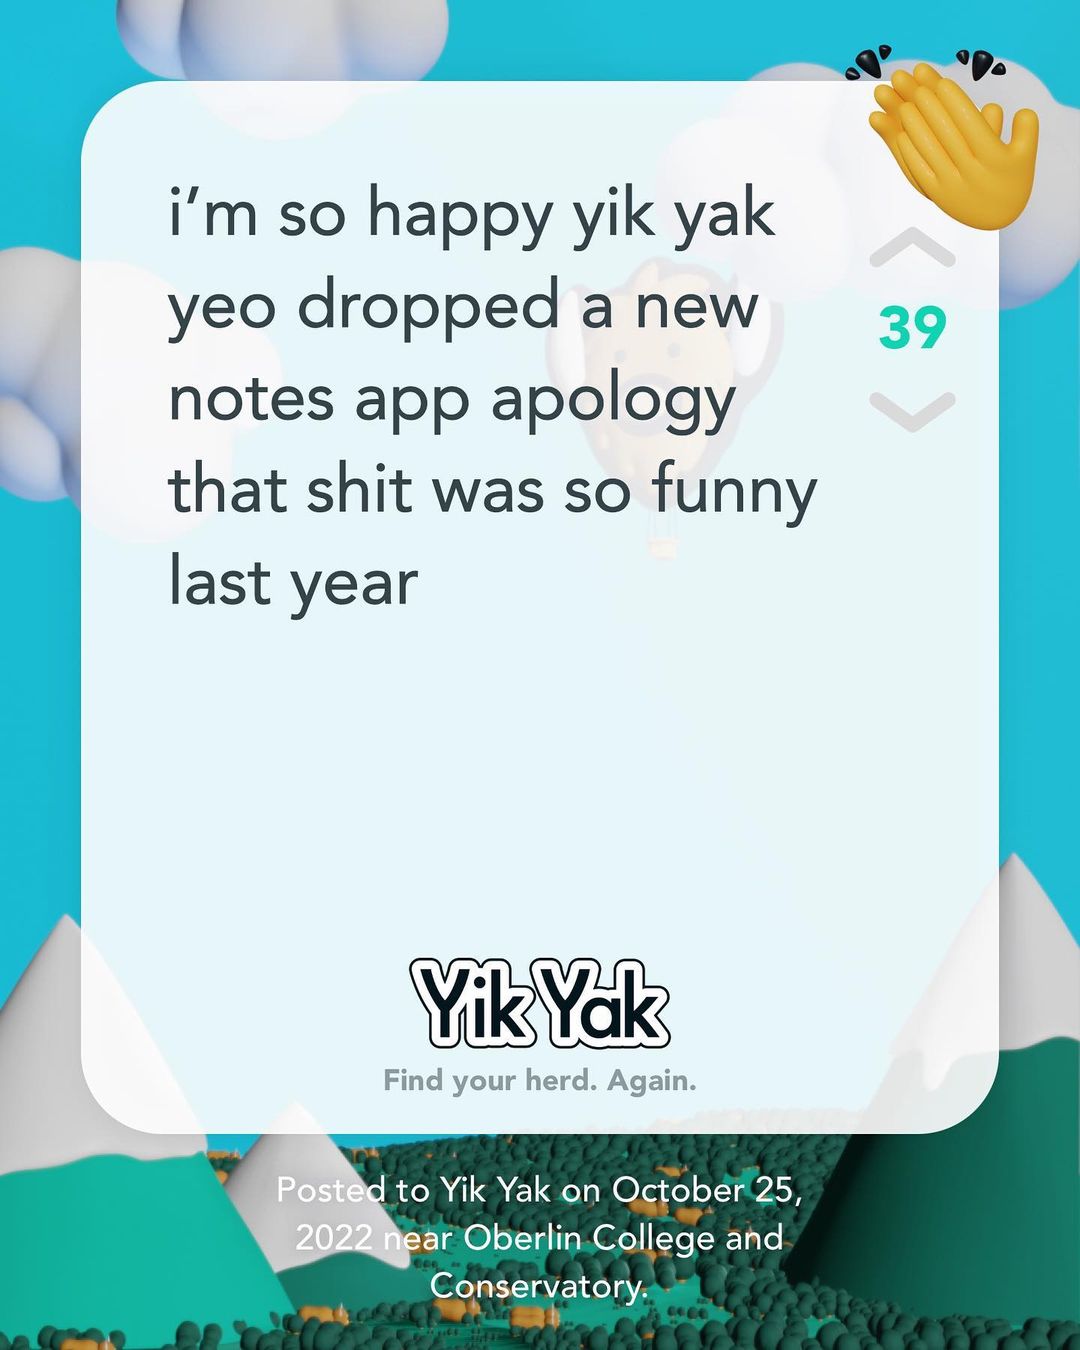 i’m so happy yik yak
yeo dropped a new
notes app apology
that shit was so funny
last year
39
Yik Yak
Find your herd. Again.
Posted to Yik Yak on October 25,
2022 near Oberlin College and
Conservatory.